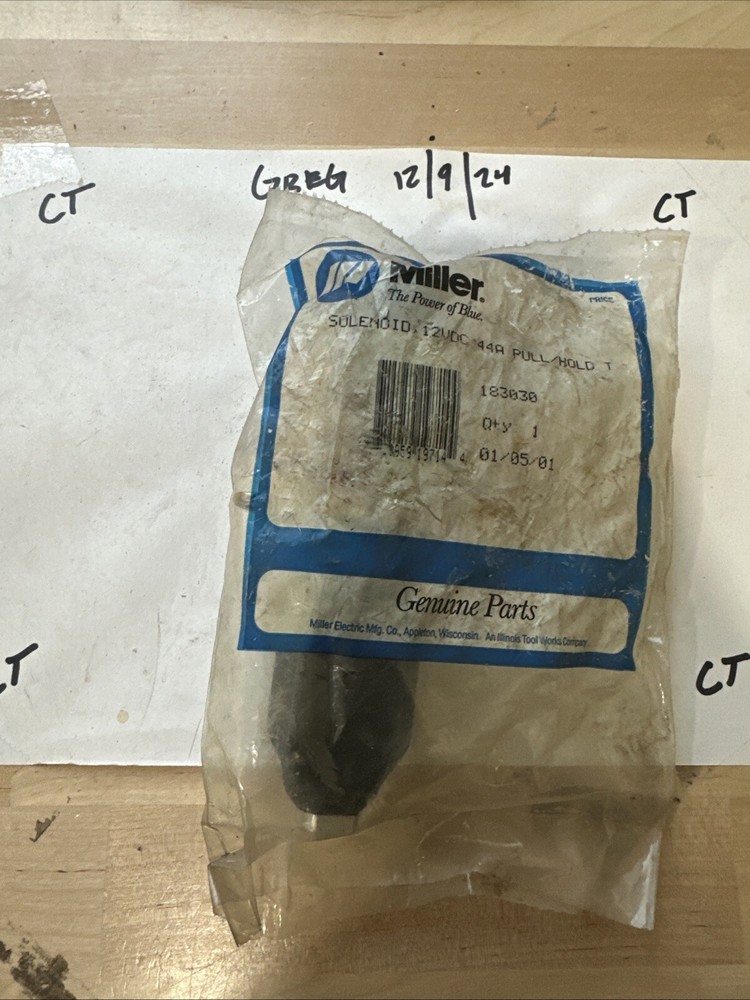 GREG 12/9/24
CT
CT
Miller.
The Power of Blue.
PRICE
SOLENOID, 12VDC 44A PULL/HOLD T
183030
Qty 1
01/05/01
Genuine Parts
Miller Electric Mfg. Co., Appleton, Wisconsin. An Illinois Tool Works Company
CT
CT